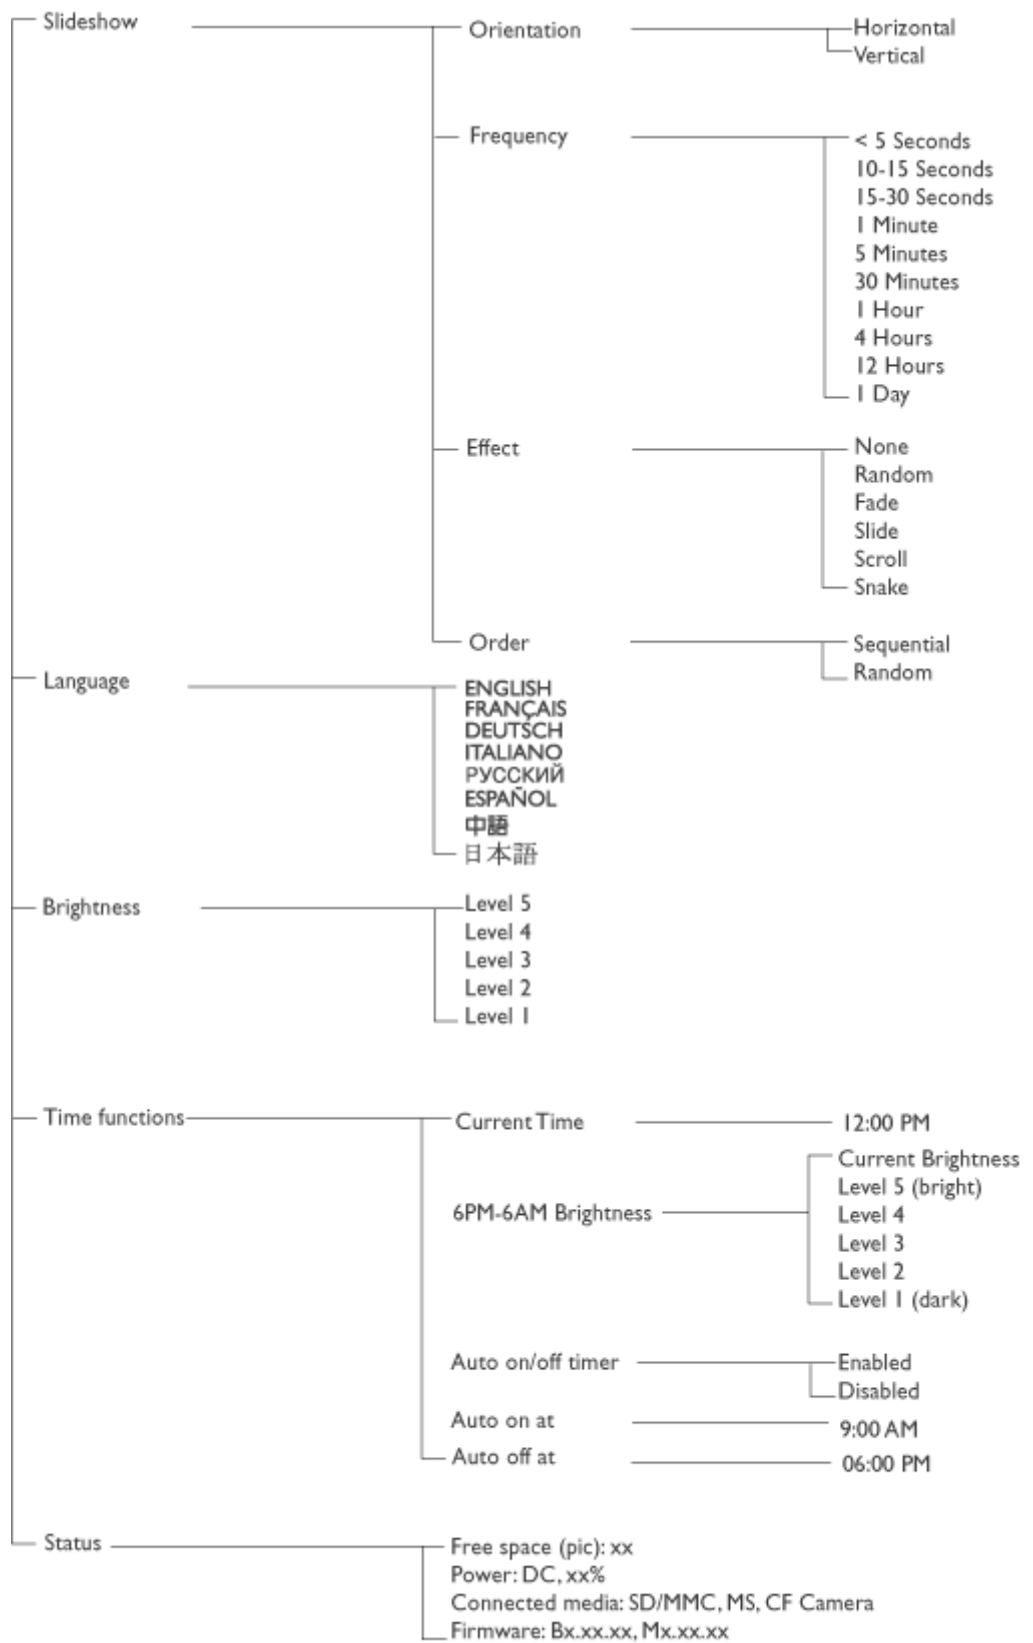 Slideshow
Orientation
Horizontal
Vertical
Frequency
< 5 Seconds
10-15 Seconds
15-30 Seconds
1 Minute
5 Minutes
30 Minutes
1 Hour
4 Hours
12 Hours
1 Day
Effect
None
Random
Fade
Slide
Scroll
Snake
Order
Sequential
Random
Language
ENGLISH
FRANÇAIS
DEUTSCH
ITALIANO
РУССКИЙ
ESPAÑOL
中語
日本語
Brightness
Level 5
Level 4
Level 3
Level 2
Level 1
Time functions
Current Time
12:00 PM
6PM-6AM Brightness
Current Brightness
Level 5 (bright)
Level 4
Level 3
Level 2
Level 1 (dark)
Auto on/off timer
Enabled
Disabled
Auto on at
9:00 AM
Auto off at
06:00 PM
Status
Free space (pic): xx
Power: DC, xx%
Connected media: SD/MMC, MS, CF Camera
Firmware: Bx.xx.xx, Mx.xx.xx